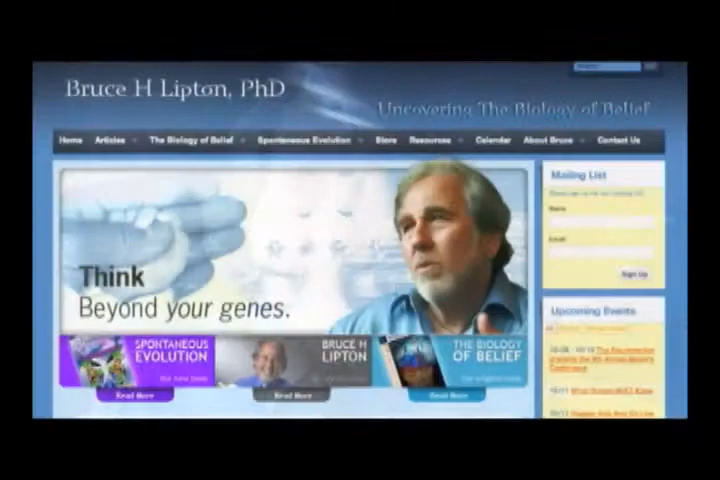 Bruce H Lipton, PhD
Uncovering The Biology of Belief
Home Articles The Biology of Belief Spontaneous Evolution Store Resources Calendar About Bruce Contact Us
Think
Beyond your genes.
SPONTANEOUS
EVOLUTION
Read More
BRUCE H
LIPTON
Read More
THE BIOLOGY
OF BELIEF
Read More
Mailing List
Name
Email
Sign Up
Upcoming Events